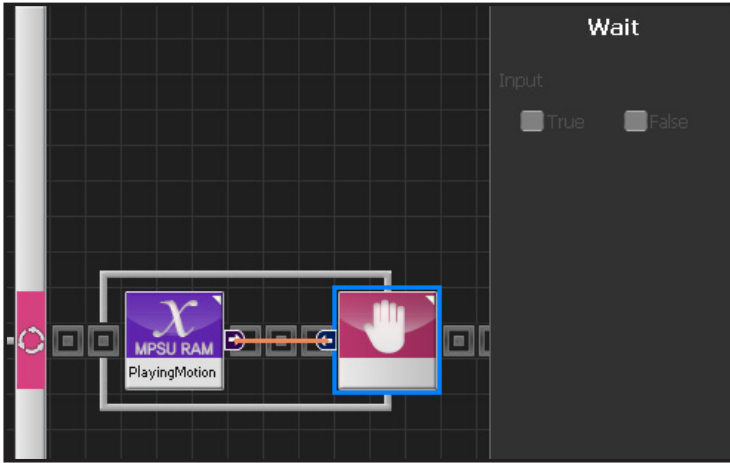 Wait
Input
True False
X
MPSU RAM
PlayingMotion